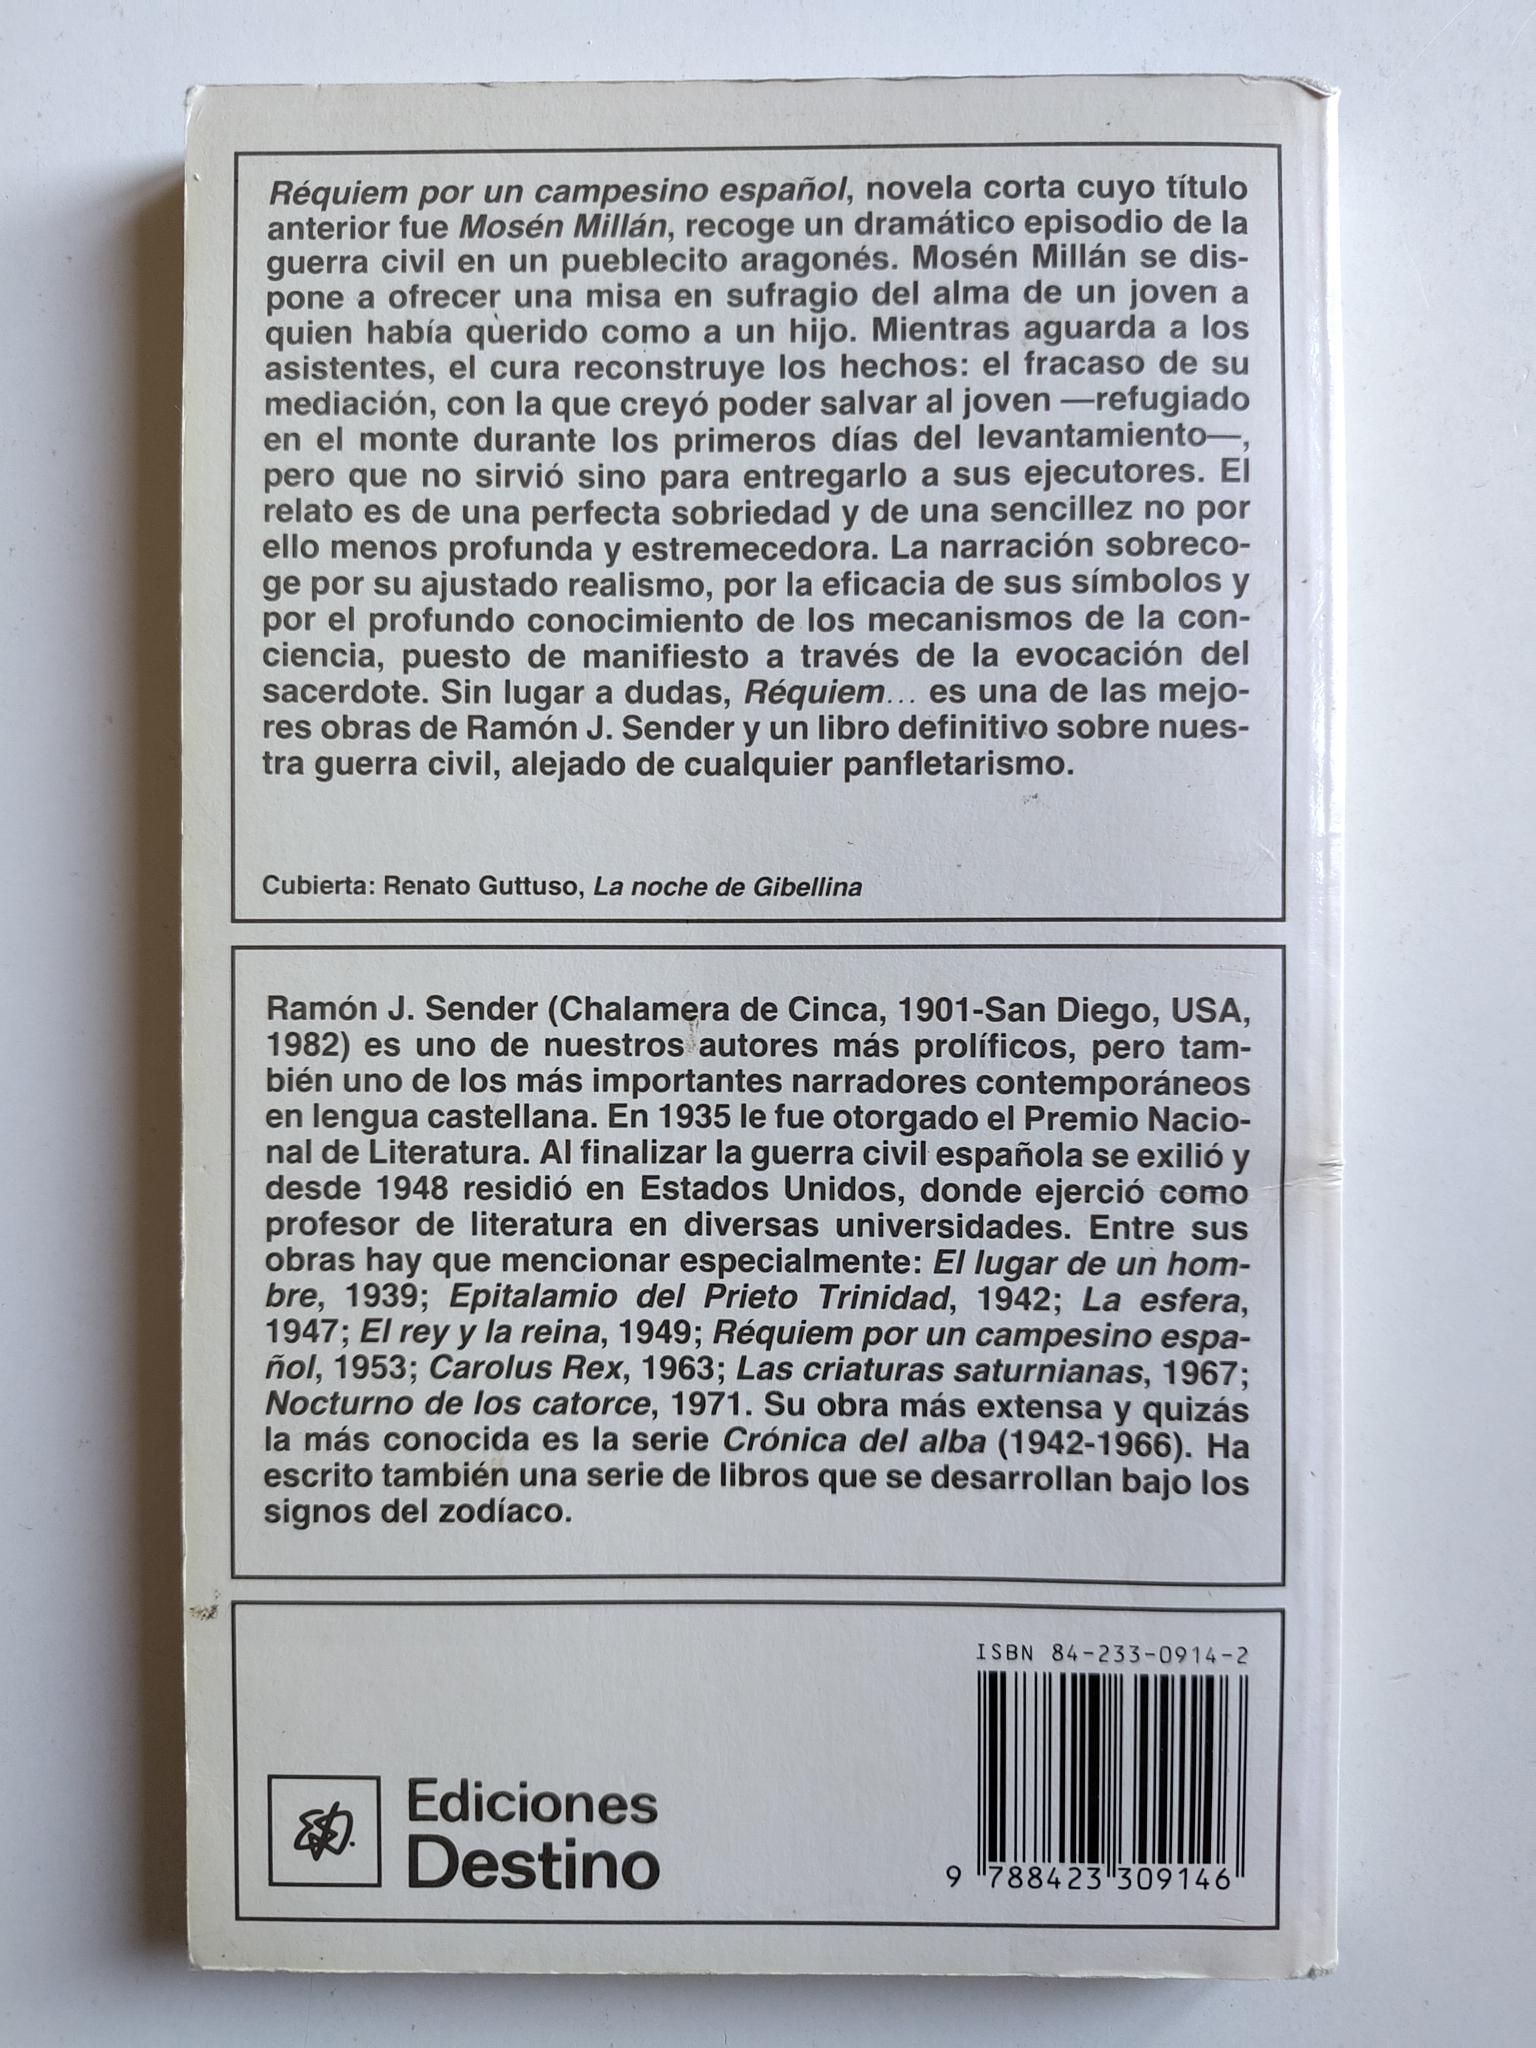 Réquiem por un campesino español, novela corta cuyo título
anterior fue Mosén Millán, recoge un dramático episodio de la
guerra civil en un pueblecito aragonés. Mosén Millán se dis-
pone a ofrecer una misa en sufragio del alma de un joven a
quien había querido como a un hijo. Mientras aguarda a los
asistentes, el cura reconstruye los hechos: el fracaso de su
mediación, con la que creyó poder salvar al joven —refugiado
en el monte durante los primeros días del levantamiento—,
pero que no sirvió sino para entregarlo a sus ejecutores. El
relato es de una perfecta sobriedad y de una sencillez no por
ello menos profunda y estremecedora. La narración sobreco-
ge por su ajustado realismo, por la eficacia de sus símbolos y
por el profundo conocimiento de los mecanismos de la con-
ciencia, puesto de manifiesto a través de la evocación del
sacerdote. Sin lugar a dudas, Réquiem... es una de las mejo-
res obras de Ramón J. Sender y un libro definitivo sobre nues-
tra guerra civil, alejado de cualquier panfletarismo.
Cubierta: Renato Guttuso, La noche de Gibellina
Ramón J. Sender (Chalamera de Cinca, 1901-San Diego, USA,
1982) es uno de nuestros autores más prolíficos, pero tam-
bién uno de los más importantes narradores contemporáneos
en lengua castellana. En 1935 le fue otorgado el Premio Nacio-
nal de Literatura. Al finalizar la guerra civil española se exilió y
desde 1948 residió en Estados Unidos, donde ejerció como
profesor de literatura en diversas universidades. Entre sus
obras hay que mencionar especialmente: El lugar de un hom-
bre, 1939; Epitalamio del Prieto Trinidad, 1942; La esfera,
1947; El rey y la reina, 1949; Réquiem por un campesino espa-
ñol, 1953; Carolus Rex, 1963; Las criaturas saturnianas, 1967;
Nocturno de los catorce, 1971. Su obra más extensa y quizás
la más conocida es la serie Crónica del alba (1942-1966). Ha
escrito también una serie de libros que se desarrollan bajo los
signos del zodíaco.
ISBN 84-233-0914-2
Ediciones
Destino
9 788423 309146